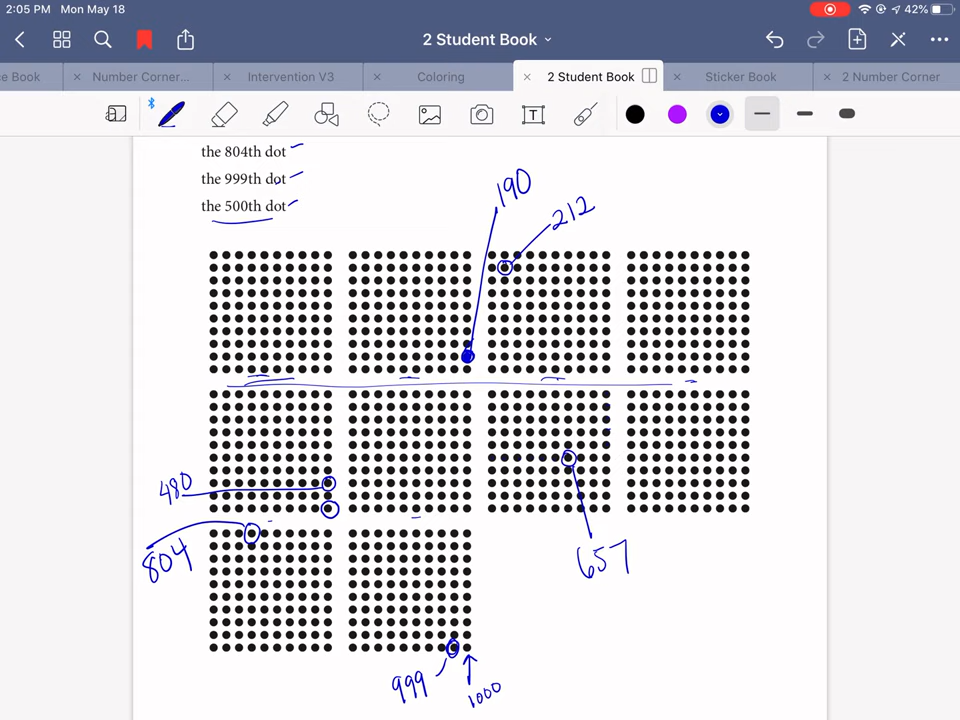 2:05 PM Mon May 18
42%
2 Student Book
ce Book
Number Corner...
Intervention V3
Coloring
2 Student Book
Sticker Book
2 Number Corner
T
the 804th dot
the 999th dot
the 500th dot
190
212
480
804
657
999
1000